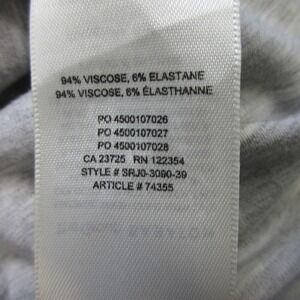 94% VISCOSE, 6% ELASTANE
94% VISCOSE, 6% ÉLASTHANNE
PO 4500107026
PO 4500107027
PO 4500107028
CA 23725 RN 122354
STYLE # SRJ0-3090-39
ARTICLE # 74355